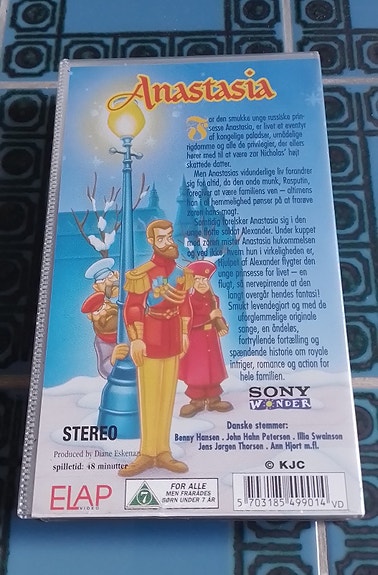 Anastasia
For den smukke unge russiske prin-
sesse Anastasia, er livet et eventyr
af kongelige paladser, umådelige
rigdomme og alle de privilegier, der ellers
hører med til at være zar Nicholas' højt
skattede datter.
Men Anastasias vidunderlige liv forandrer
sig for altid, da den onde munk, Rasputin,
foregiver at være familiens ven – altimens
han i al hemmelighed pønser på at frarøve
zaren hans magt.
Samtidig forelsker Anastasia sig i den
unge flotte soldat Alexander. Under kuppet
mod zaren mister Anastasia hukommelsen
og ved ikke, hvem hun i virkeligheden er.
Hjulpet af Alexander flygter den
unge prinsesse for livet – en
flugt, så nervepirrende at den
langt overgår hendes fantasi!
Smukt levendegjort og med de
uforglemmelige originale
sange, en åndeløs,
fortryllende fortælling og
spændende historie om royale
intriger, romance og action for
hele familien.
SONY
WONDER
STEREO
Produced by Diane Eskenazi
spilletid: 48 minutter
Danske stemmer:
Benny Hansen . John Hahn Petersen . Illia Swainson
Jens Jørgen Thorsen . Ann Hjort m.fl.
© KJC
ELAP
VIDEO
7
FOR ALLE
MEN FRARÅDES
BØRN UNDER 7 ÅR
5 703185 499014 VD